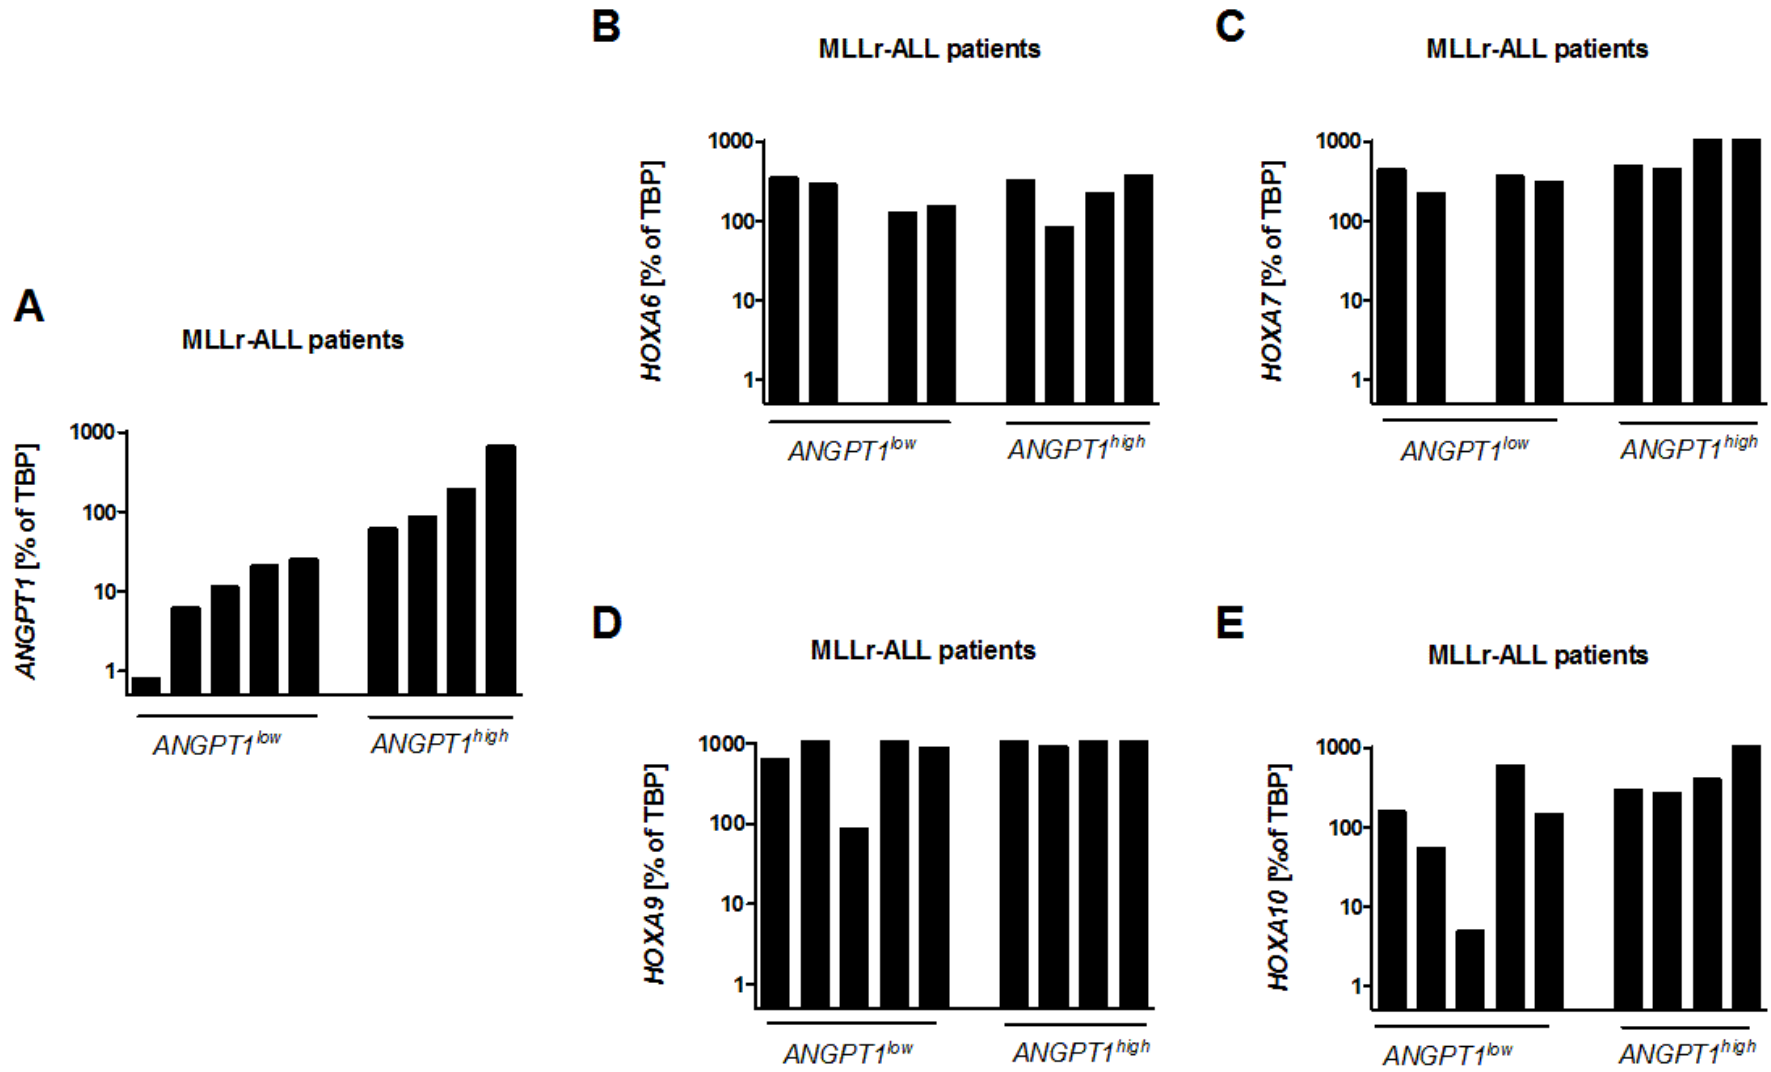 A
MLLr-ALL patients
ANGPT1 [% of TBP]
1000
100
10
1
ANGPT1low
ANGPT1high
B
MLLr-ALL patients
HOXA6 [% of TBP]
1000
100
10
1
ANGPT1low
ANGPT1high
C
MLLr-ALL patients
HOXA7 [% of TBP]
1000
100
10
1
ANGPT1low
ANGPT1high
D
MLLr-ALL patients
HOXA9 [% of TBP]
1000
100
10
1
ANGPT1low
ANGPT1high
E
MLLr-ALL patients
HOXA10 [%of TBP]
1000
100
10
1
ANGPT1low
ANGPT1high